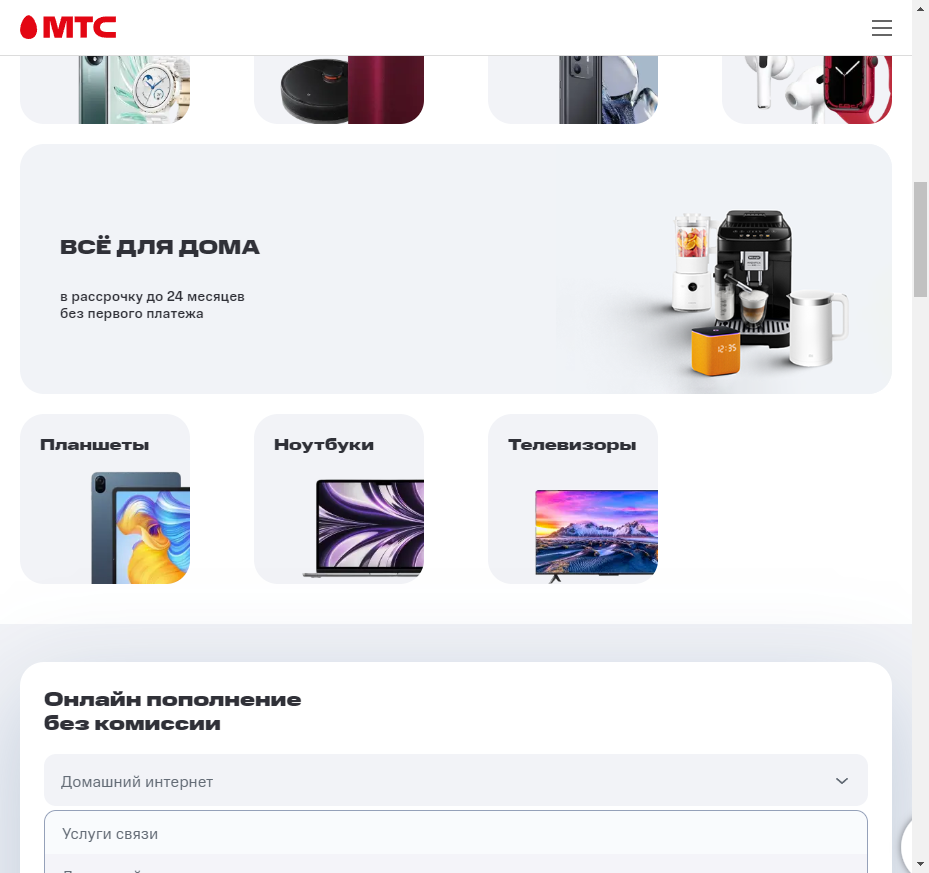 МТС
ВСЁ ДЛЯ ДОМА
в рассрочку до 24 месяцев
без первого платежа
12:35
Планшеты
Ноутбуки
Телевизоры
Онлайн пополнение
без комиссии
Домашний интернет
Услуги связи